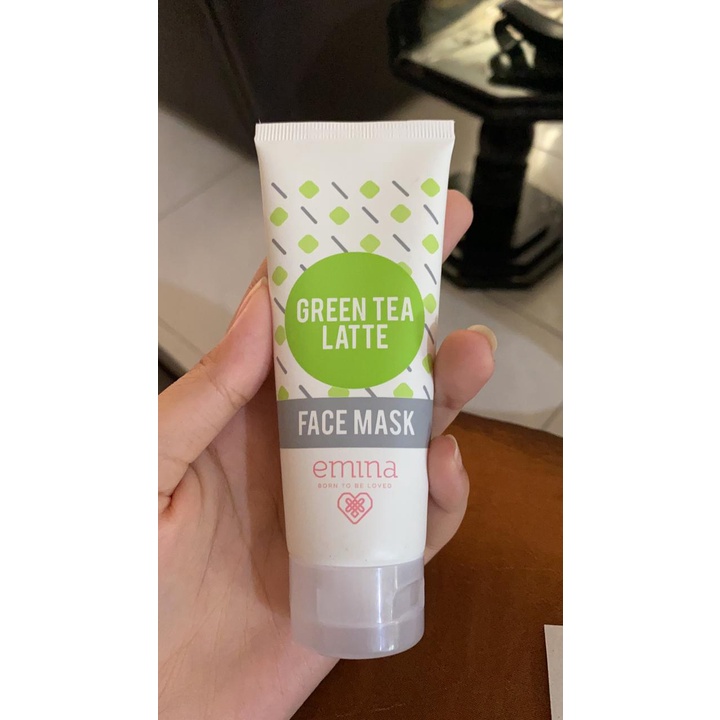 GREEN TEA
LATTE
FACE MASK
emina
BORN TO BE LOVED